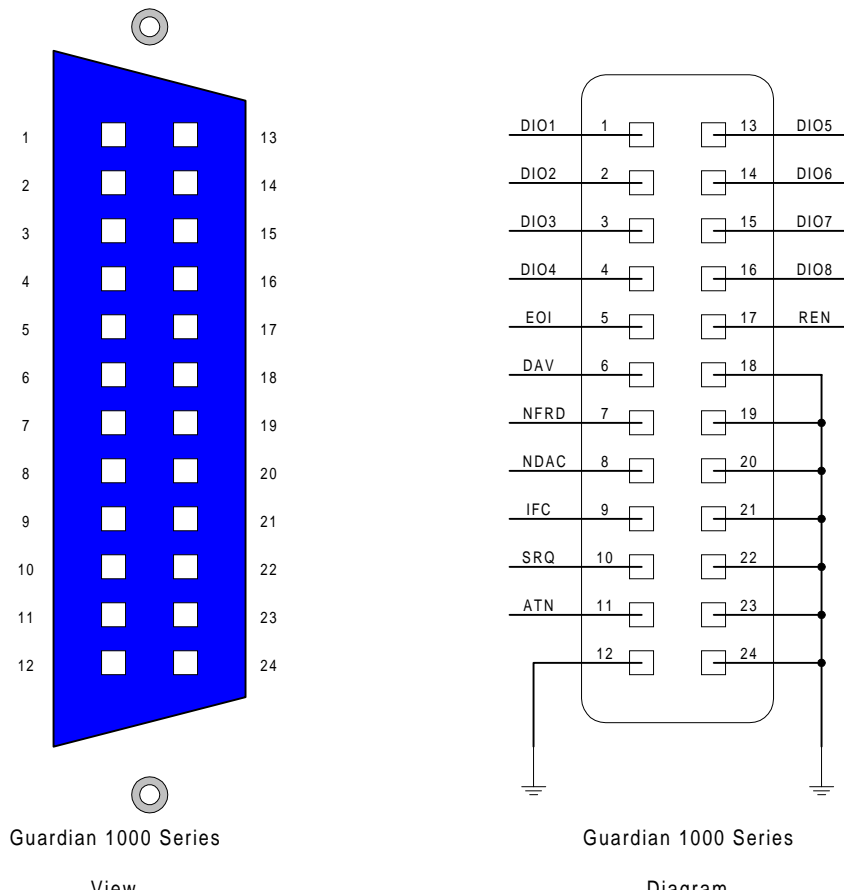 1 13
2 14
3 15
4 16
5 17
6 18
7 19
8 20
9 21
10 22
11 23
12 24
Guardian 1000 Series
View
DIO1 1 13 DIO5
DIO2 2 14 DIO6
DIO3 3 15 DIO7
DIO4 4 16 DIO8
EOI 5 17 REN
DAV 6 18
NFRD 7 19
NDAC 8 20
IFC 9 21
SRQ 10 22
ATN 11 23
12 24
Guardian 1000 Series
Diagram